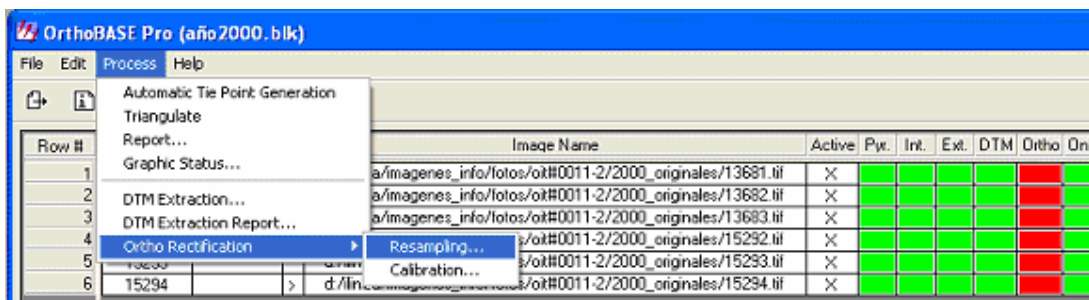 OrthoBASE Pro (año2000.blk)
File Edit Process Help
Automatic Tie Point Generation
Triangulate
Report...
Graphic Status...
DTM Extraction...
DTM Extraction Report...
Ortho Rectification
Resampling...
Calibration...
Row # Image Name Active Pyr. Int. Ext. DTM Ortho On
1 a/imagenes_info/fotos/oit#0011-2/2000_originales/13681.tif X
2 a/imagenes_info/fotos/oit#0011-2/2000_originales/13682.tif X
3 a/imagenes_info/fotos/oit#0011-2/2000_originales/13683.tif X
4 s/oit#0011-2/2000_originales/15292.tif X
5 s/oit#0011-2/2000_originales/15293.tif X
6 15294 > s/oit#0011-2/2000_originales/15294.tif X